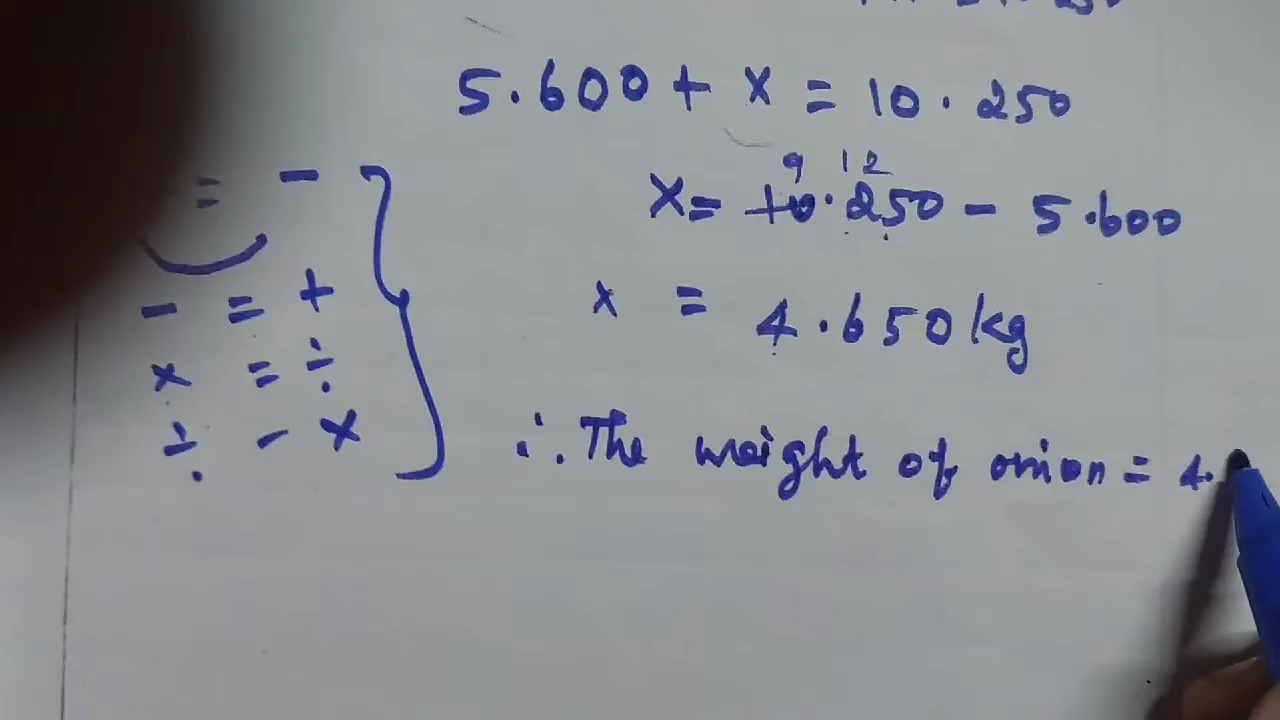 5.600 + x = 10.250
9 12
x = 10.250 - 5.600
x = 4.650 kg
∴ The weight of onion = 4.
= -
- = +
× = ÷
÷ - ×